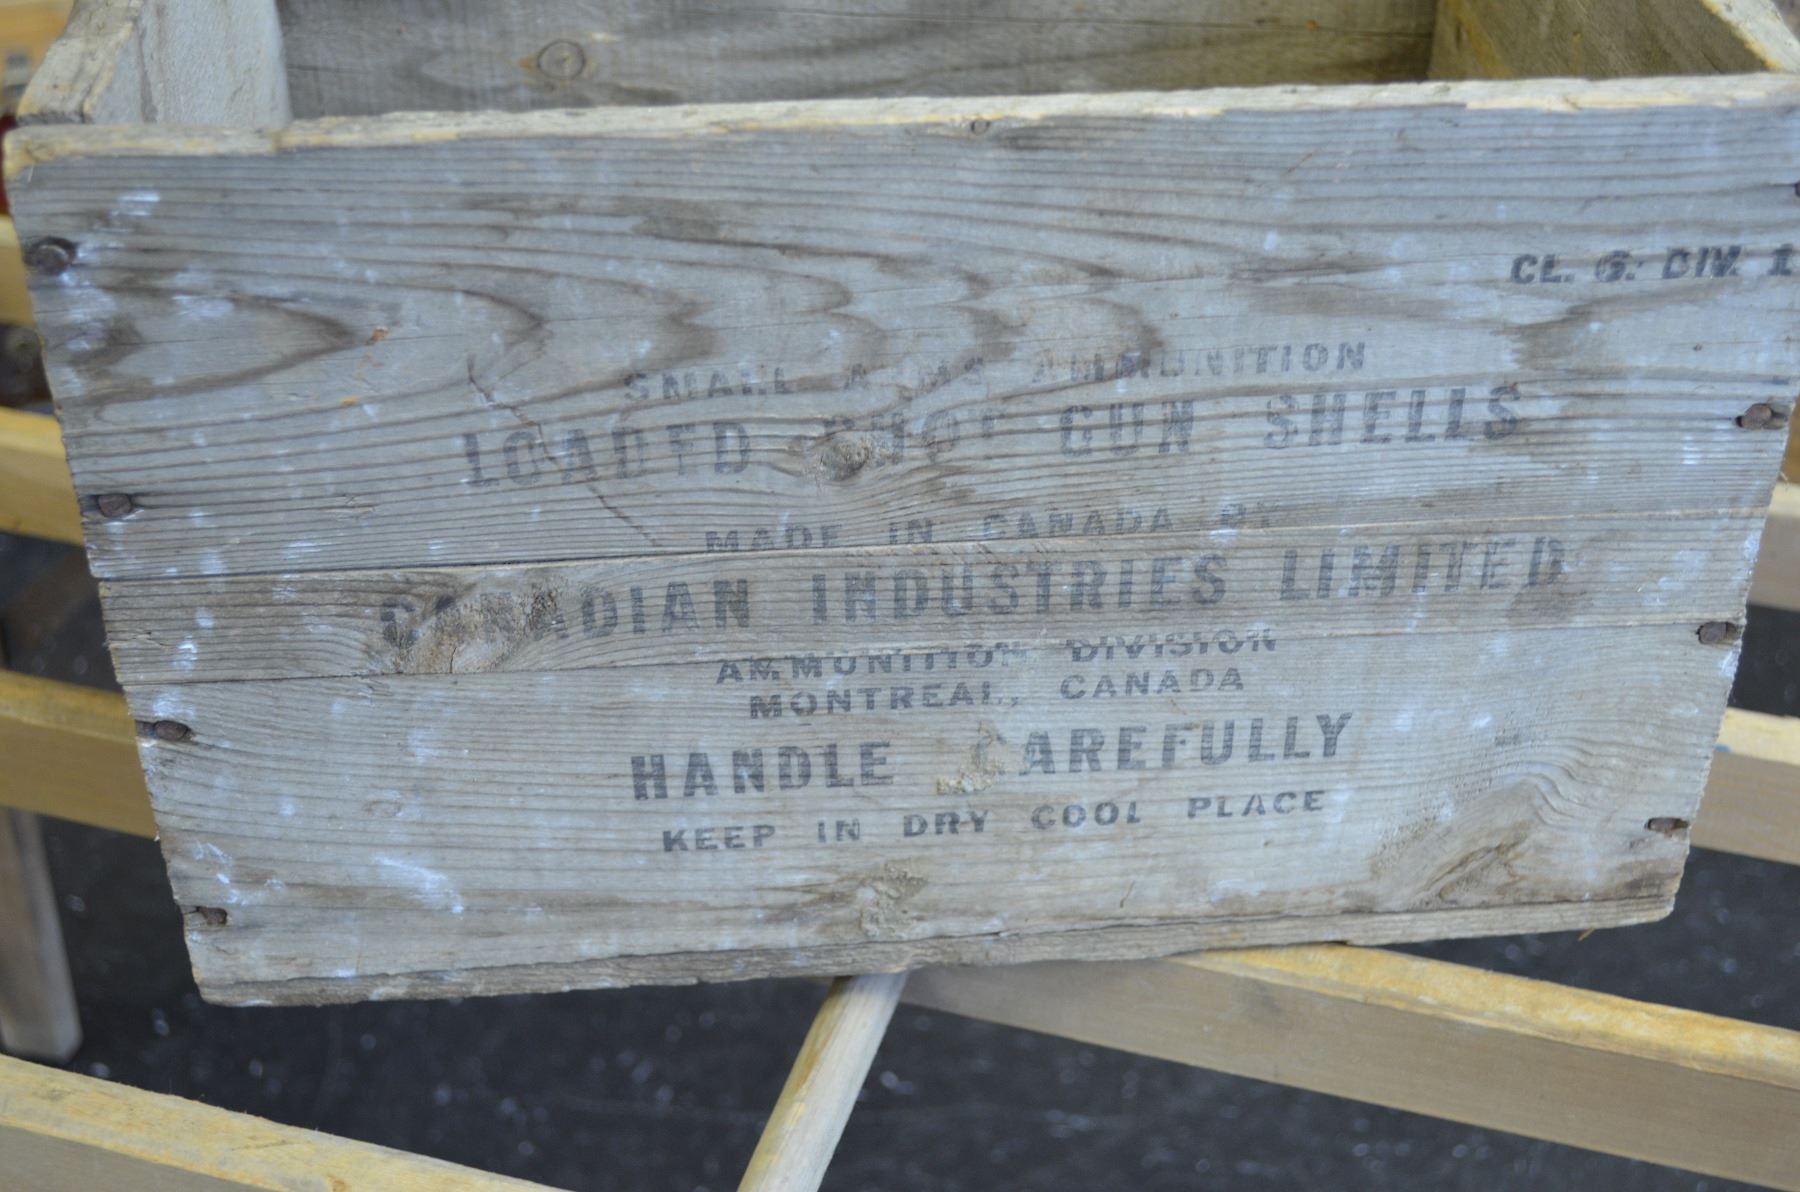 CL. 6. DIV. 1
SMALL ARMS AMMUNITION
LOADED SHOT GUN SHELLS
MADE IN CANADA BY
CANADIAN INDUSTRIES LIMITED
AMMUNITION DIVISION
MONTREAL, CANADA
HANDLE CAREFULLY
KEEP IN DRY COOL PLACE